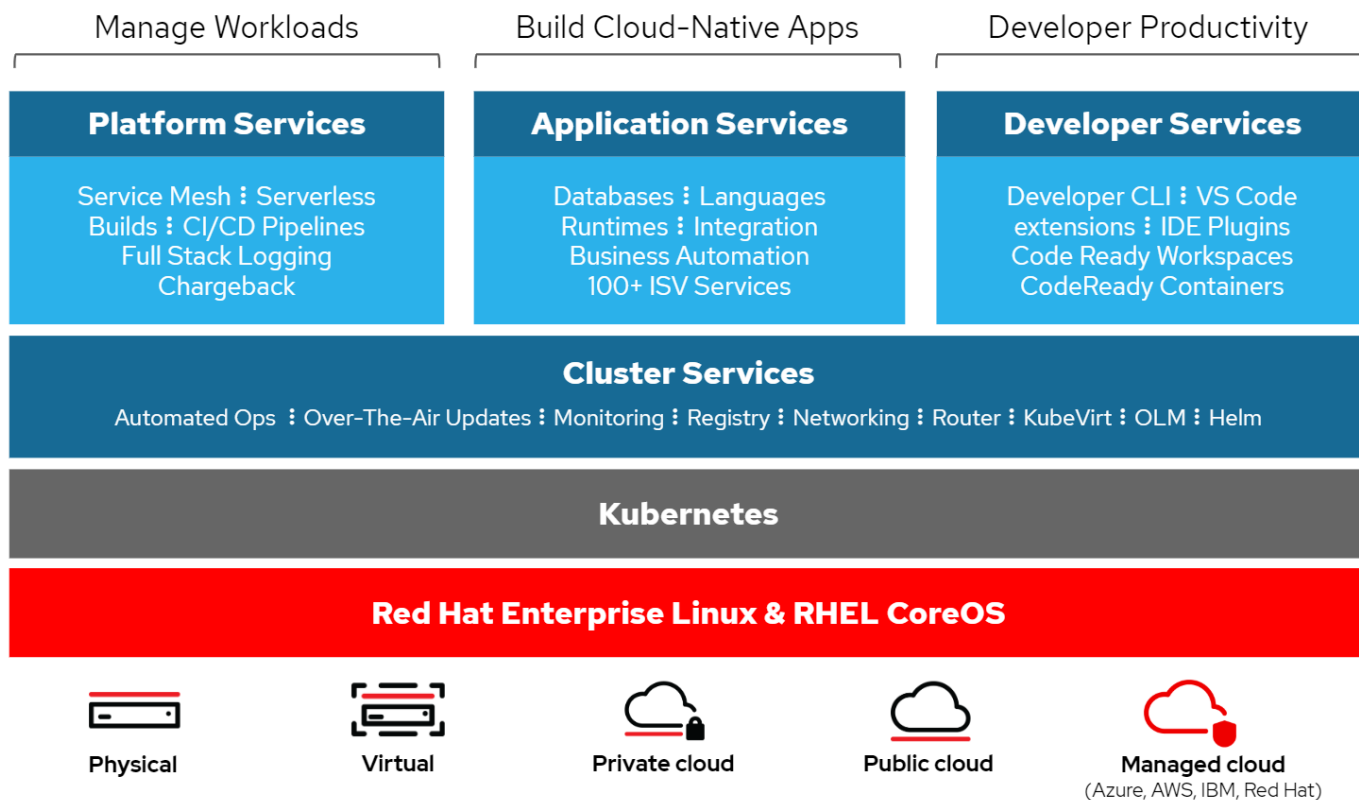 Manage Workloads
Build Cloud-Native Apps
Developer Productivity
Platform Services
Service Mesh ⋮ Serverless
Builds ⋮ CI/CD Pipelines
Full Stack Logging
Chargeback
Application Services
Databases ⋮ Languages
Runtimes ⋮ Integration
Business Automation
100+ ISV Services
Developer Services
Developer CLI ⋮ VS Code
extensions ⋮ IDE Plugins
Code Ready Workspaces
CodeReady Containers
Cluster Services
Automated Ops ⋮ Over-The-Air Updates ⋮ Monitoring ⋮ Registry ⋮ Networking ⋮ Router ⋮ KubeVirt ⋮ OLM ⋮ Helm
Kubernetes
Red Hat Enterprise Linux & RHEL CoreOS
Physical
Virtual
Private cloud
Public cloud
Managed cloud
(Azure, AWS, IBM, Red Hat)